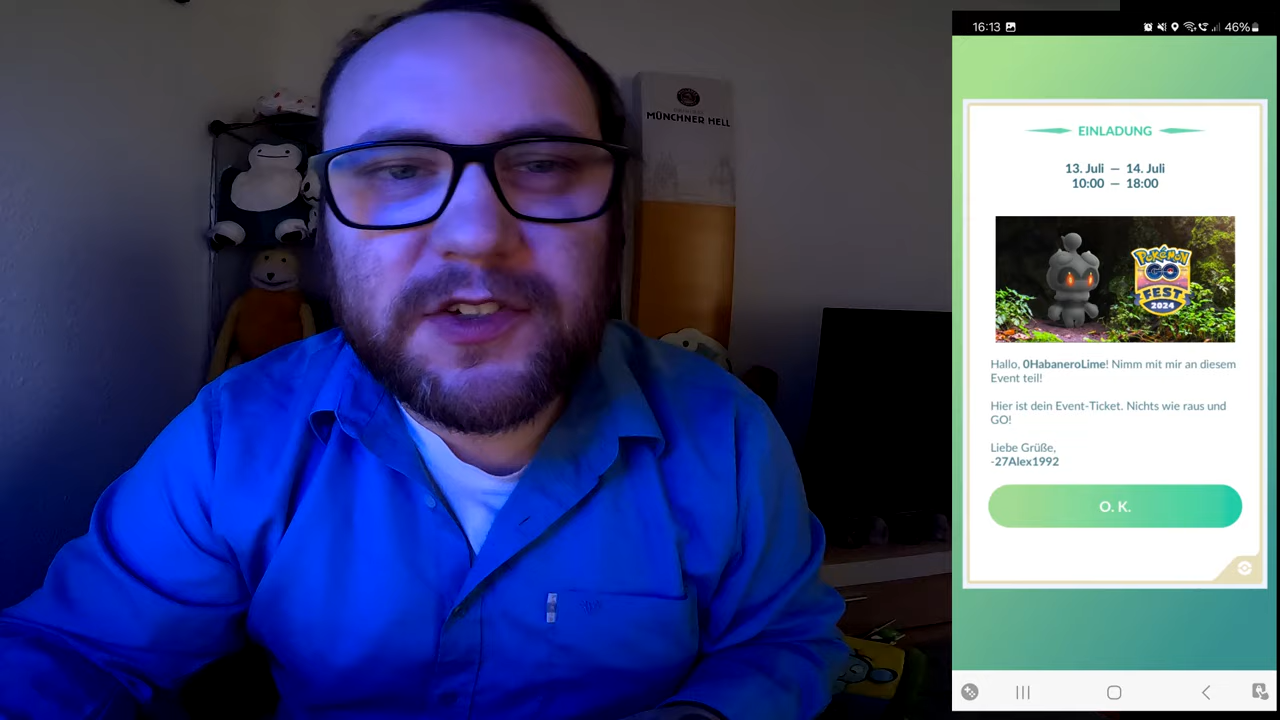 MÜNCHNER HELL
16:13
46%
EINLADUNG
13. Juli — 14. Juli
10:00 — 18:00
POKÉMON
GO
FEST
2024
Hallo, 0HabaneroLime! Nimm mit mir an diesem
Event teil!
Hier ist dein Event-Ticket. Nichts wie raus und
GO!
Liebe Grüße,
-27Alex1992
O. K.